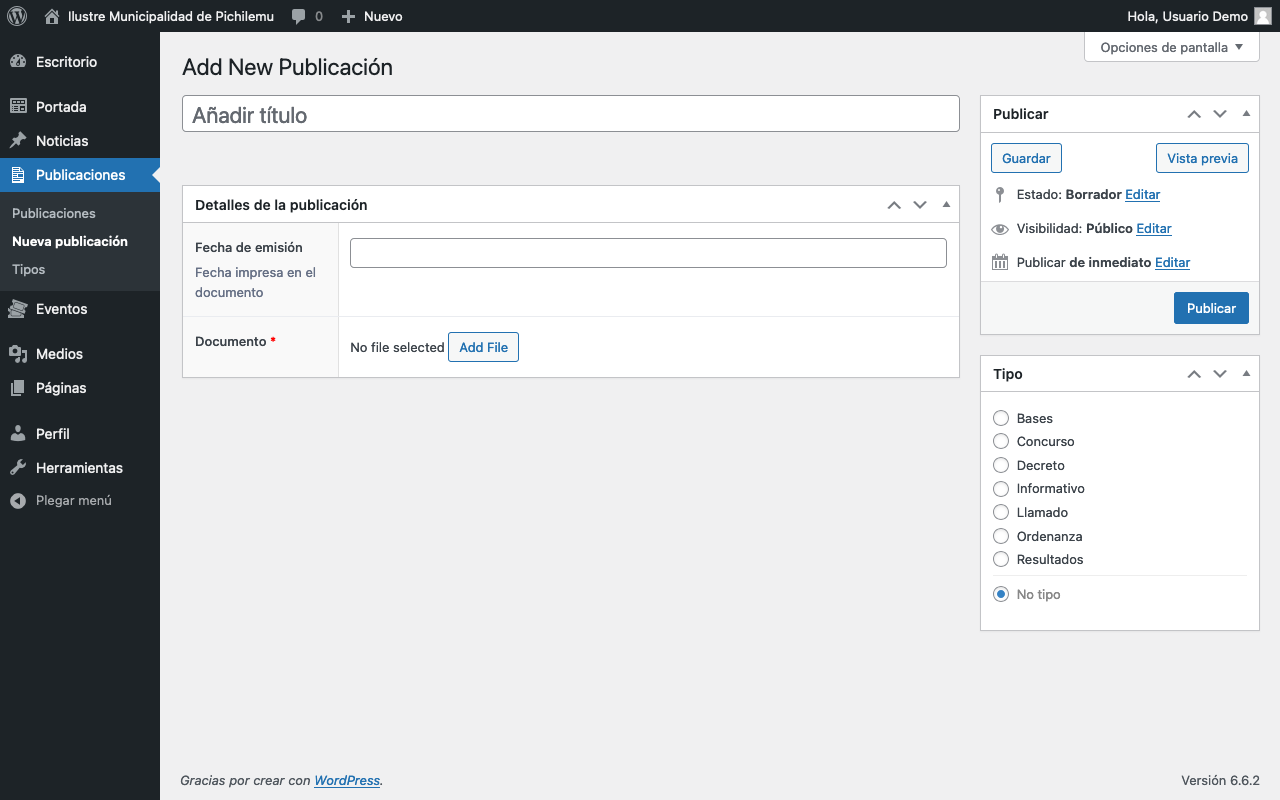 Ilustre Municipalidad de Pichilemu
0
Nuevo
Hola, Usuario Demo
Escritorio
Portada
Noticias
Publicaciones
Publicaciones
Nueva publicación
Tipos
Eventos
Medios
Páginas
Perfil
Herramientas
Plegar menú
Opciones de pantalla
Add New Publicación
Añadir título
Detalles de la publicación
Fecha de emisión
Fecha impresa en el
documento
Documento *
No file selected Add File
Publicar
Guardar
Vista previa
Estado: Borrador Editar
Visibilidad: Público Editar
Publicar de inmediato Editar
Publicar
Tipo
Bases
Concurso
Decreto
Informativo
Llamado
Ordenanza
Resultados
No tipo
Gracias por crear con WordPress.
Versión 6.6.2